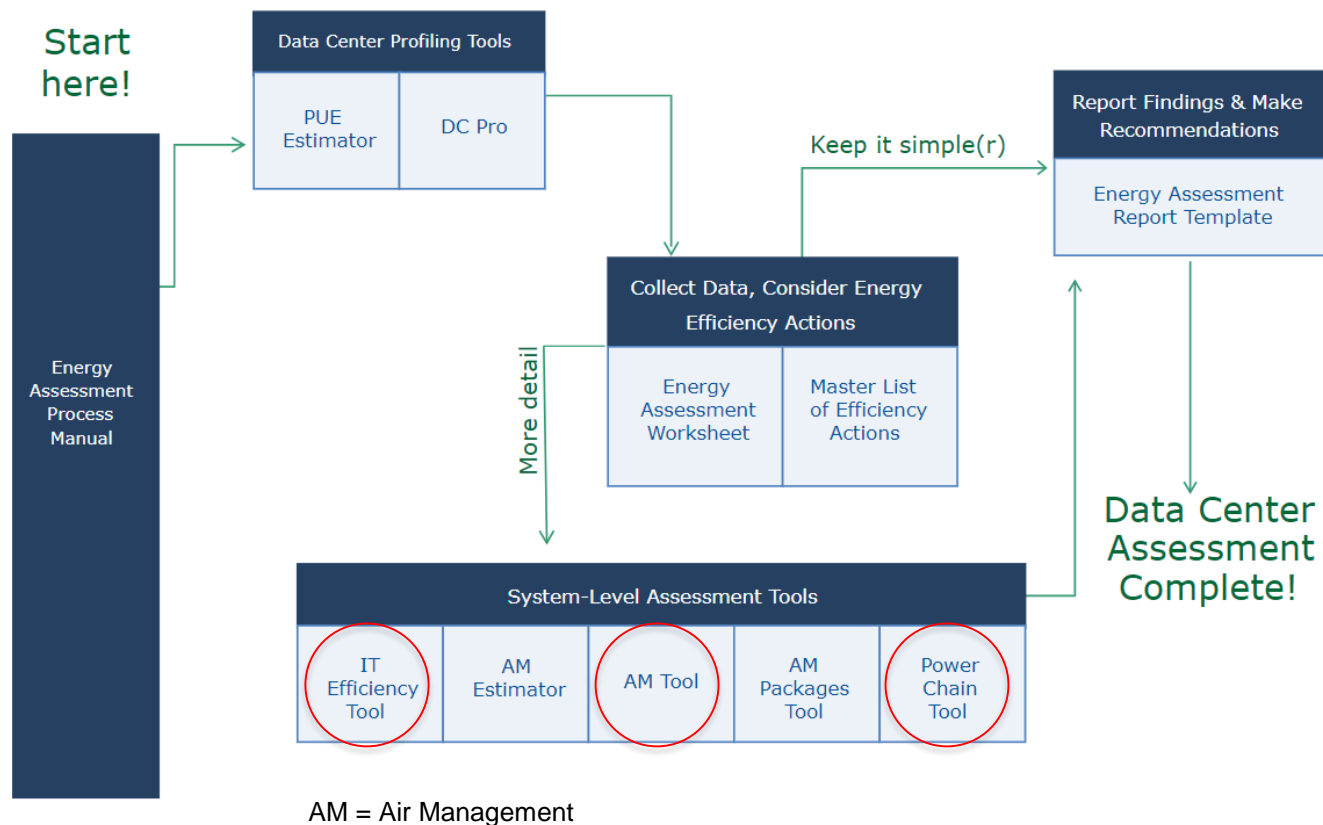 Start
here!
Energy
Assessment
Process
Manual
Data Center Profiling Tools
PUE
Estimator
DC Pro
Collect Data, Consider Energy
Efficiency Actions
Energy
Assessment
Worksheet
Master List
of Efficiency
Actions
Keep it simple(r)
More detail
System-Level Assessment Tools
IT
Efficiency
Tool
AM
Estimator
AM Tool
AM
Packages
Tool
Power
Chain
Tool
Report Findings & Make
Recommendations
Energy Assessment
Report Template
Data Center
Assessment
Complete!
AM = Air Management